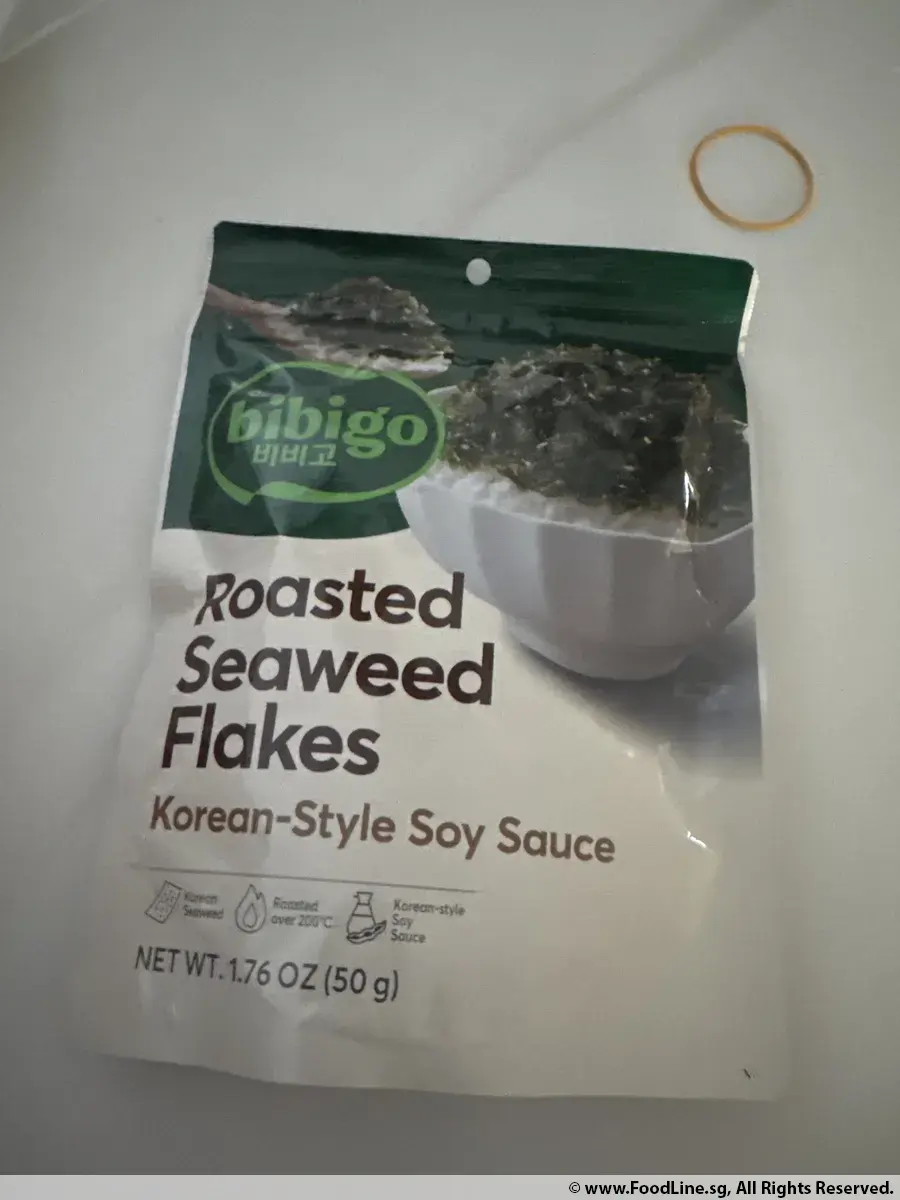 bibigo
비비고
Roasted
Seaweed
Flakes
Korean-Style Soy Sauce
Korean
Seaweed
Roasted
over 200°C
Korean-style
Soy
Sauce
NET WT. 1.76 OZ (50 g)
© www.FoodLine.sg, All Rights Reserved.